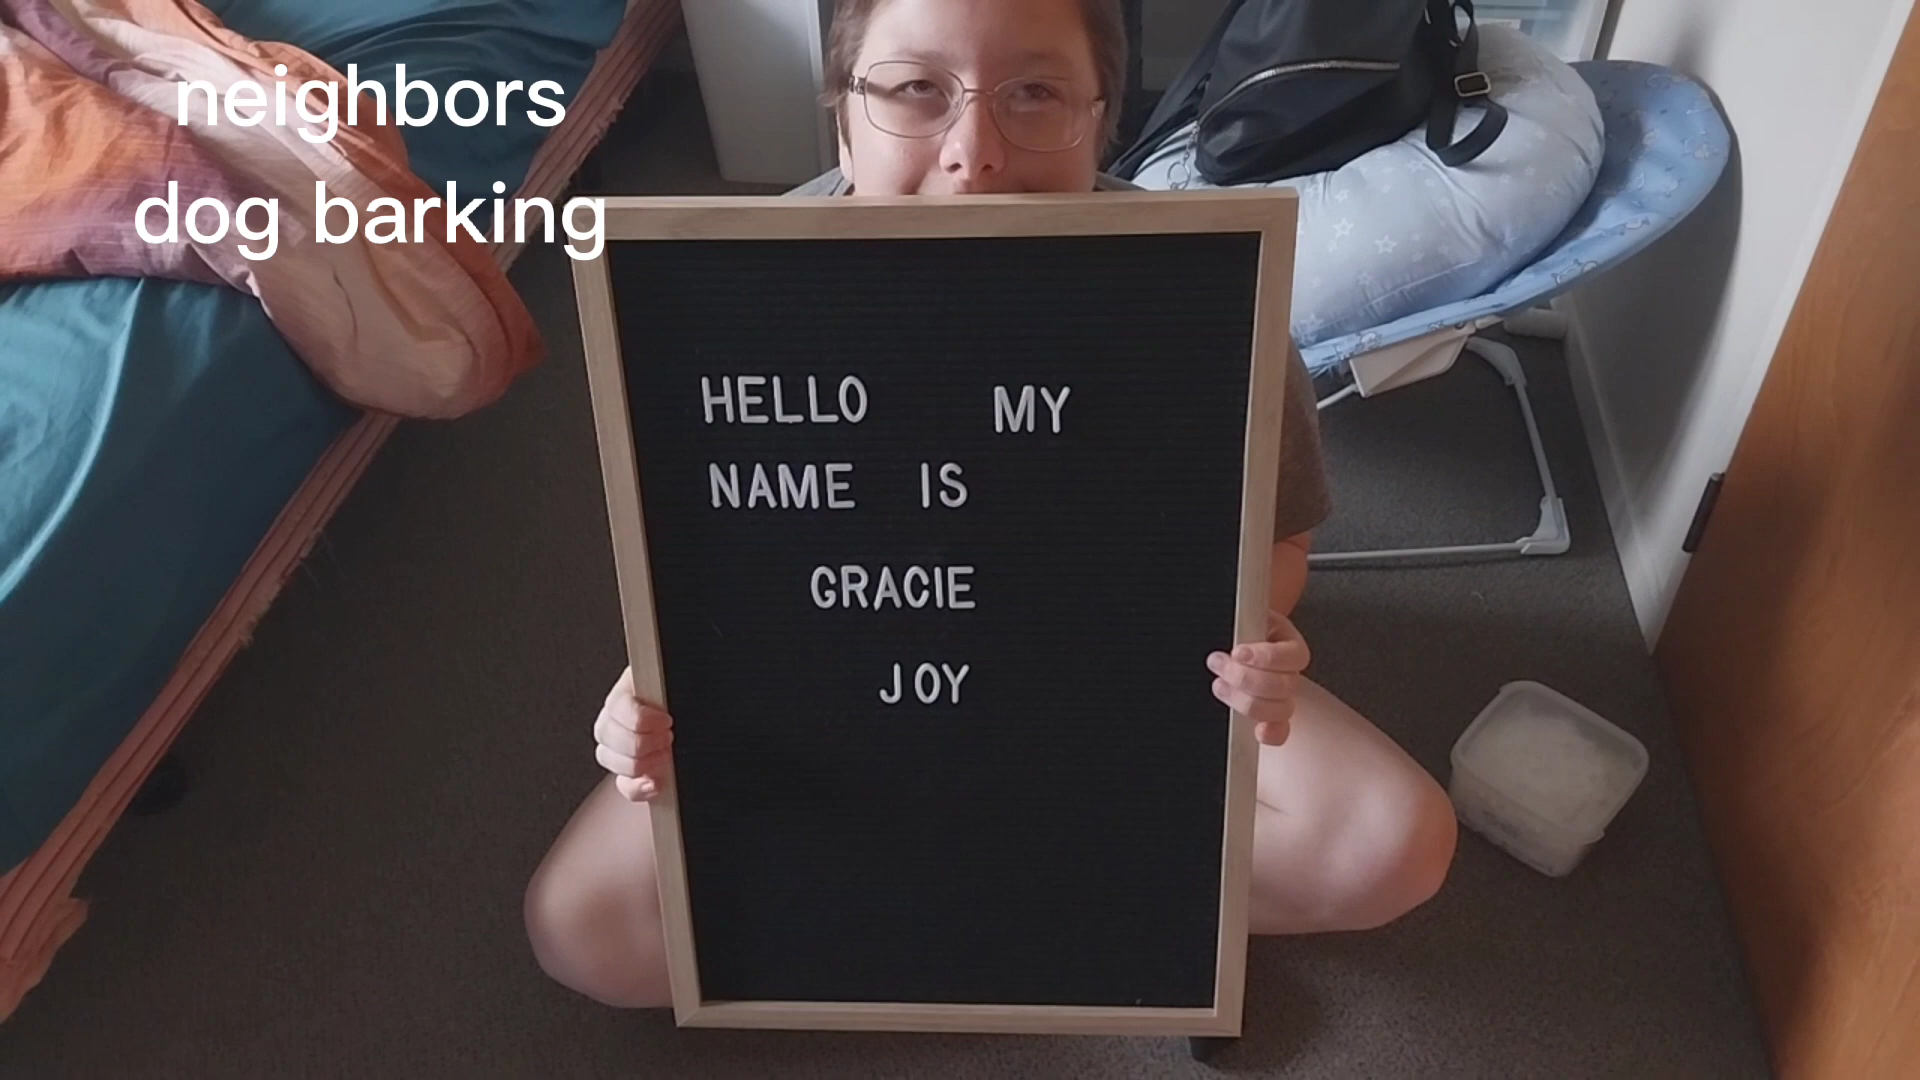 neighbors
dog barking
HELLO MY
NAME IS
GRACIE
JOY